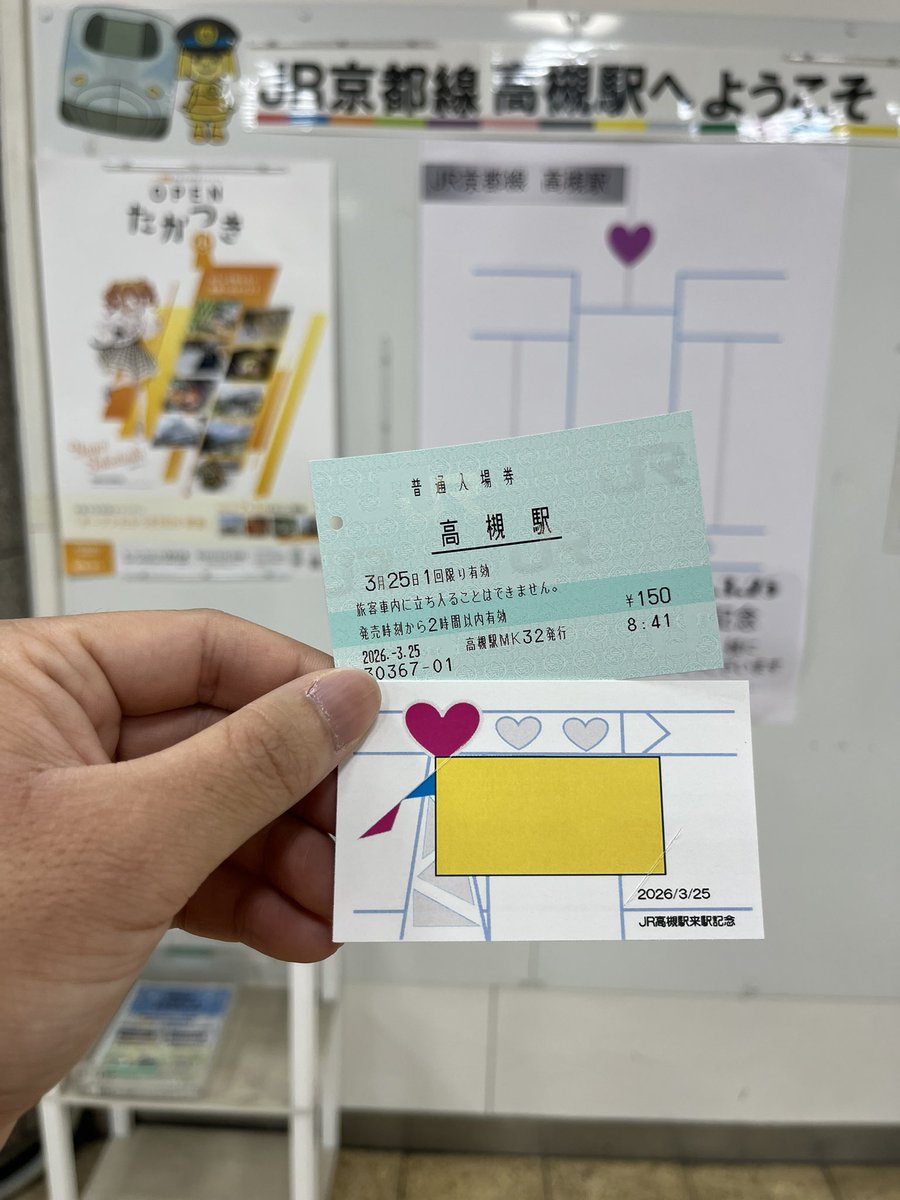 JR京都線 高槻駅へ ようこそ
OPEN
たかつき
JR京都線 高槻駅
普通入場券
高槻駅
3月25日1回限り有効
旅客車内に立ち入ることはできません。
発売時刻から2時間以内有効
¥150
2026.-3.25
高槻駅MK32発行
8:41
30367-01
2026/3/25
JR高槻駅来駅記念